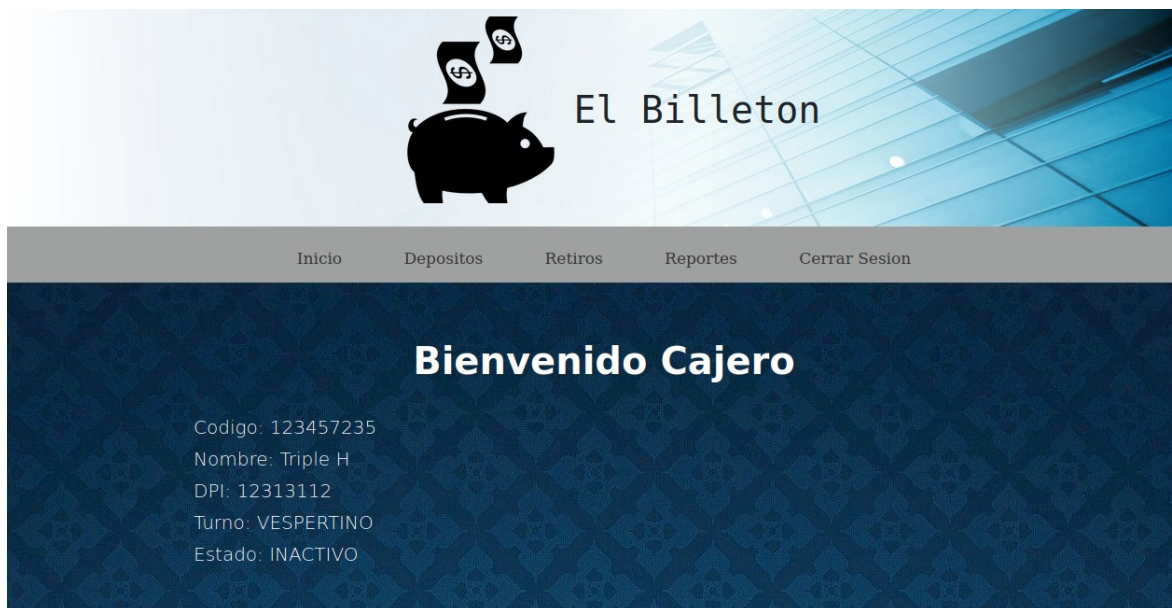 $
$
El Billeton
Inicio Depositos Retiros Reportes Cerrar Sesion
Bienvenido Cajero
Codigo: 123457235
Nombre: Triple H
DPI: 12313112
Turno: VESPERTINO
Estado: INACTIVO